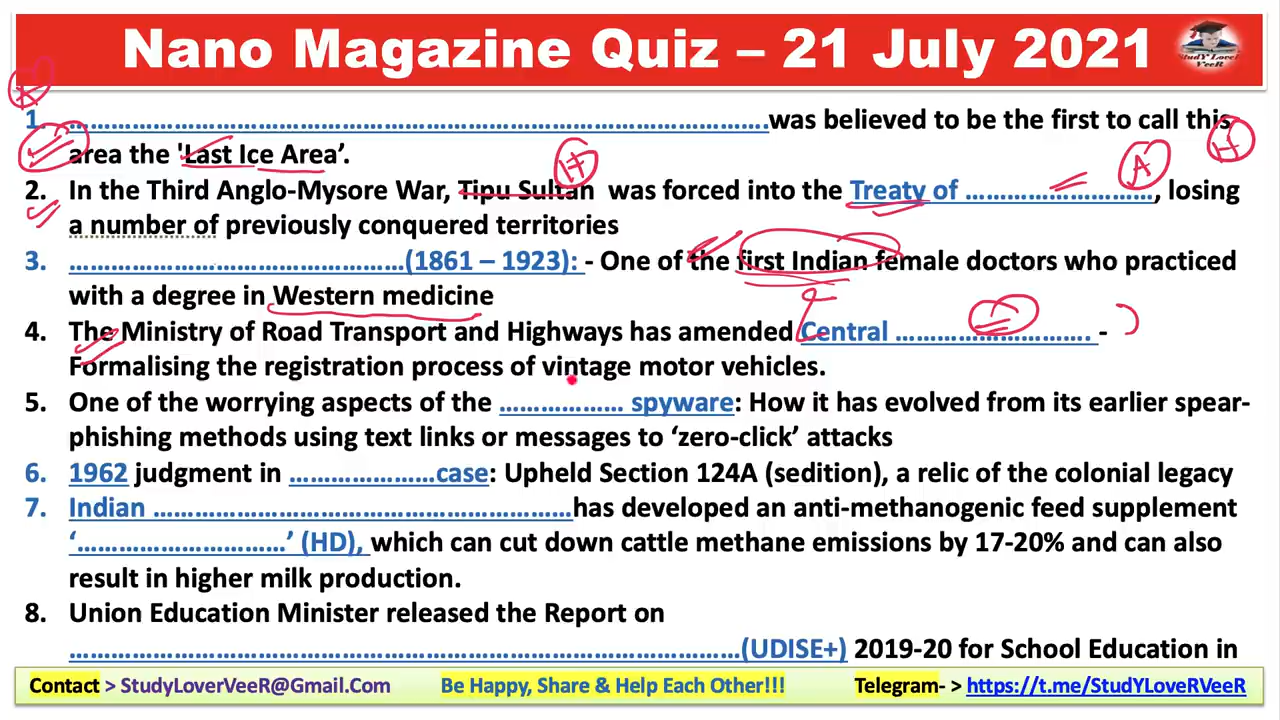 Nano Magazine Quiz – 21 July 2021
StudY LoveR
VeeR
1. ………………………………………………………………………………………….was believed to be the first to call this
area the 'Last Ice Area’.
A
H
2. In the Third Anglo-Mysore War, Tipu Sultan was forced into the Treaty of ………………………, losing
a number of previously conquered territories
H
A
3. …………………………………………(1861 – 1923): - One of the first Indian female doctors who practiced
with a degree in Western medicine
4. The Ministry of Road Transport and Highways has amended Central ………………………. -
Formalising the registration process of vintage motor vehicles.
5. One of the worrying aspects of the ……………… spyware: How it has evolved from its earlier spear-
phishing methods using text links or messages to ‘zero-click’ attacks
6. 1962 judgment in …………………case: Upheld Section 124A (sedition), a relic of the colonial legacy
7. Indian ……………………………………………………has developed an anti-methanogenic feed supplement
‘…………………………’ (HD), which can cut down cattle methane emissions by 17-20% and can also
result in higher milk production.
8. Union Education Minister released the Report on
………………………………………………………………………………………(UDISE+) 2019-20 for School Education in
Contact > StudyLoverVeeR@Gmail.Com Be Happy, Share & Help Each Other!!! Telegram- > https://t.me/StudYLoveRVeeR